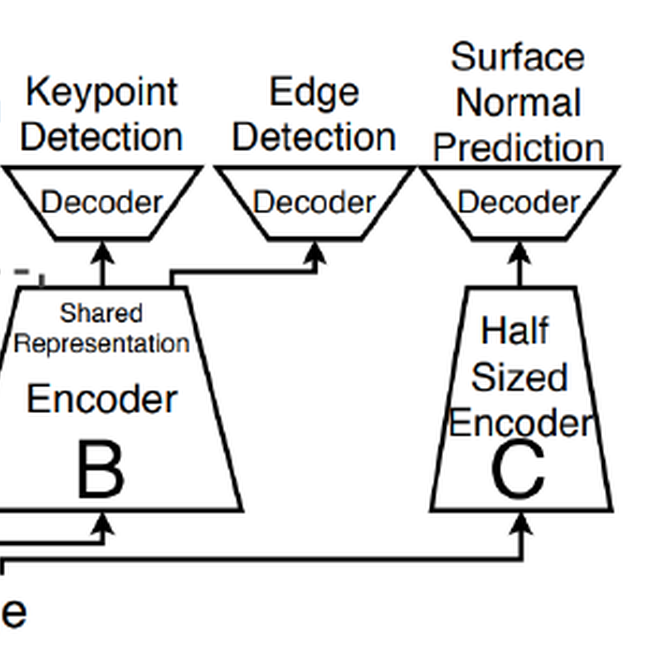 Keypoint
Detection
Edge
Detection
Surface
Normal
Prediction
Decoder
Decoder
Decoder
Shared
Representation
Encoder
B
Half
Sized
Encoder
C
e